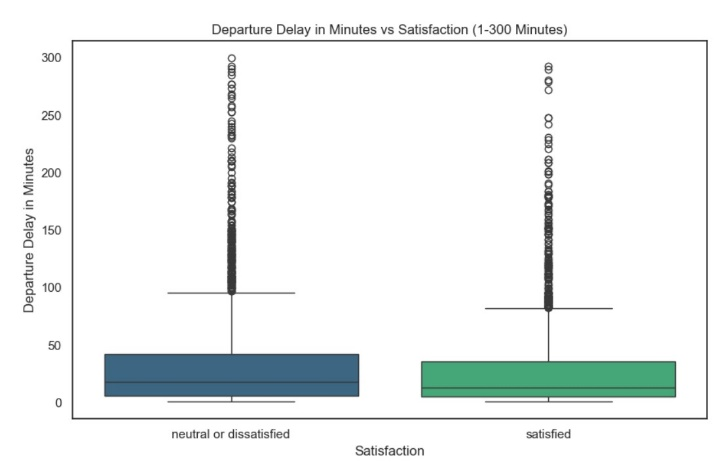 Departure Delay in Minutes vs Satisfaction (1-300 Minutes)
300
250
200
150
100
50
0
Departure Delay in Minutes
neutral or dissatisfied
satisfied
Satisfaction